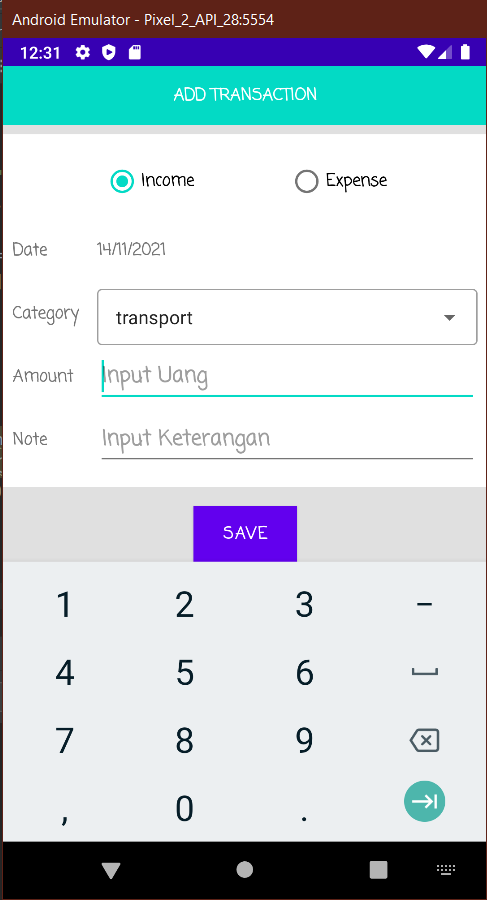 Android Emulator - Pixel_2_API_28:5554
12:31
ADD TRANSACTION
Income Expense
Date 14/11/2021
Category transport
Amount Input Uang
Note Input Keterangan
SAVE
1 2 3 -
4 5 6
7 8 9
, 0 .